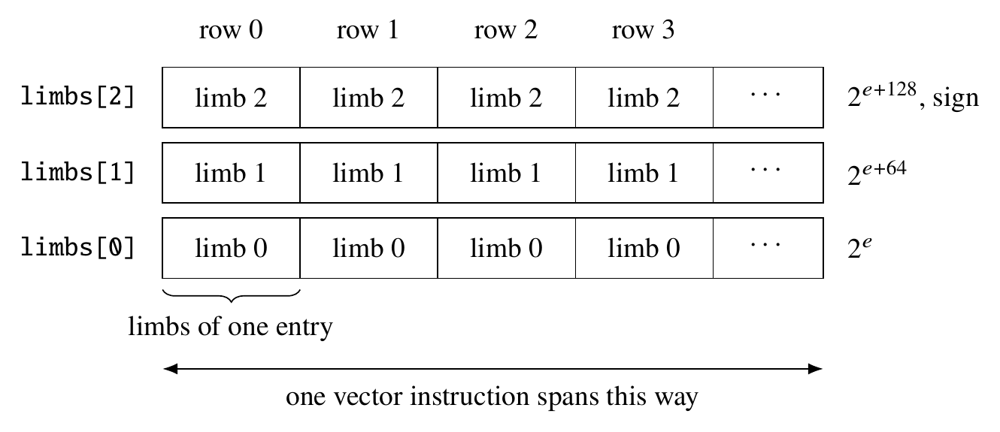 row 0 row 1 row 2 row 3
limbs[2] limb 2 limb 2 limb 2 limb 2 ··· 2^{e+128}, sign
limbs[1] limb 1 limb 1 limb 1 limb 1 ··· 2^{e+64}
limbs[0] limb 0 limb 0 limb 0 limb 0 ··· 2^e
limbs of one entry
one vector instruction spans this way